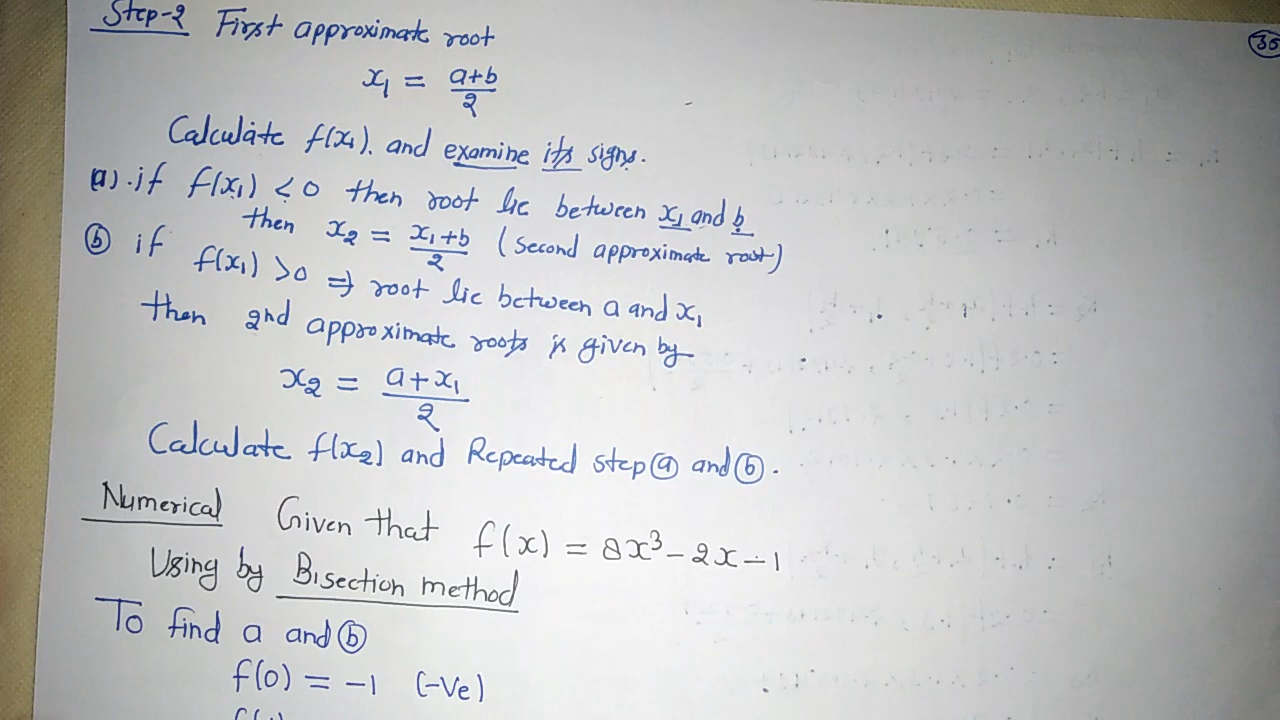 Step-2 First approximate root
30
x₁ = (a+b)/2
Calculate f(x₁). and examine its signs.
(a). if f(x₁) < 0 then root lie between x₁ and b
then x₂ = (x₁+b)/2 (second approximate root)
ⓑ if f(x₁) > 0 ⇒ root lie between a and x₁
then 2nd approximate roots is given by
x₂ = (a+x₁)/2
Calculate f(x₂) and Repeated step ⓐ and ⓑ.
Numerical Given that f(x) = 8x³ - 2x - 1
Using by Bisection method
To find a and ⓑ
f(0) = -1 (-Ve)